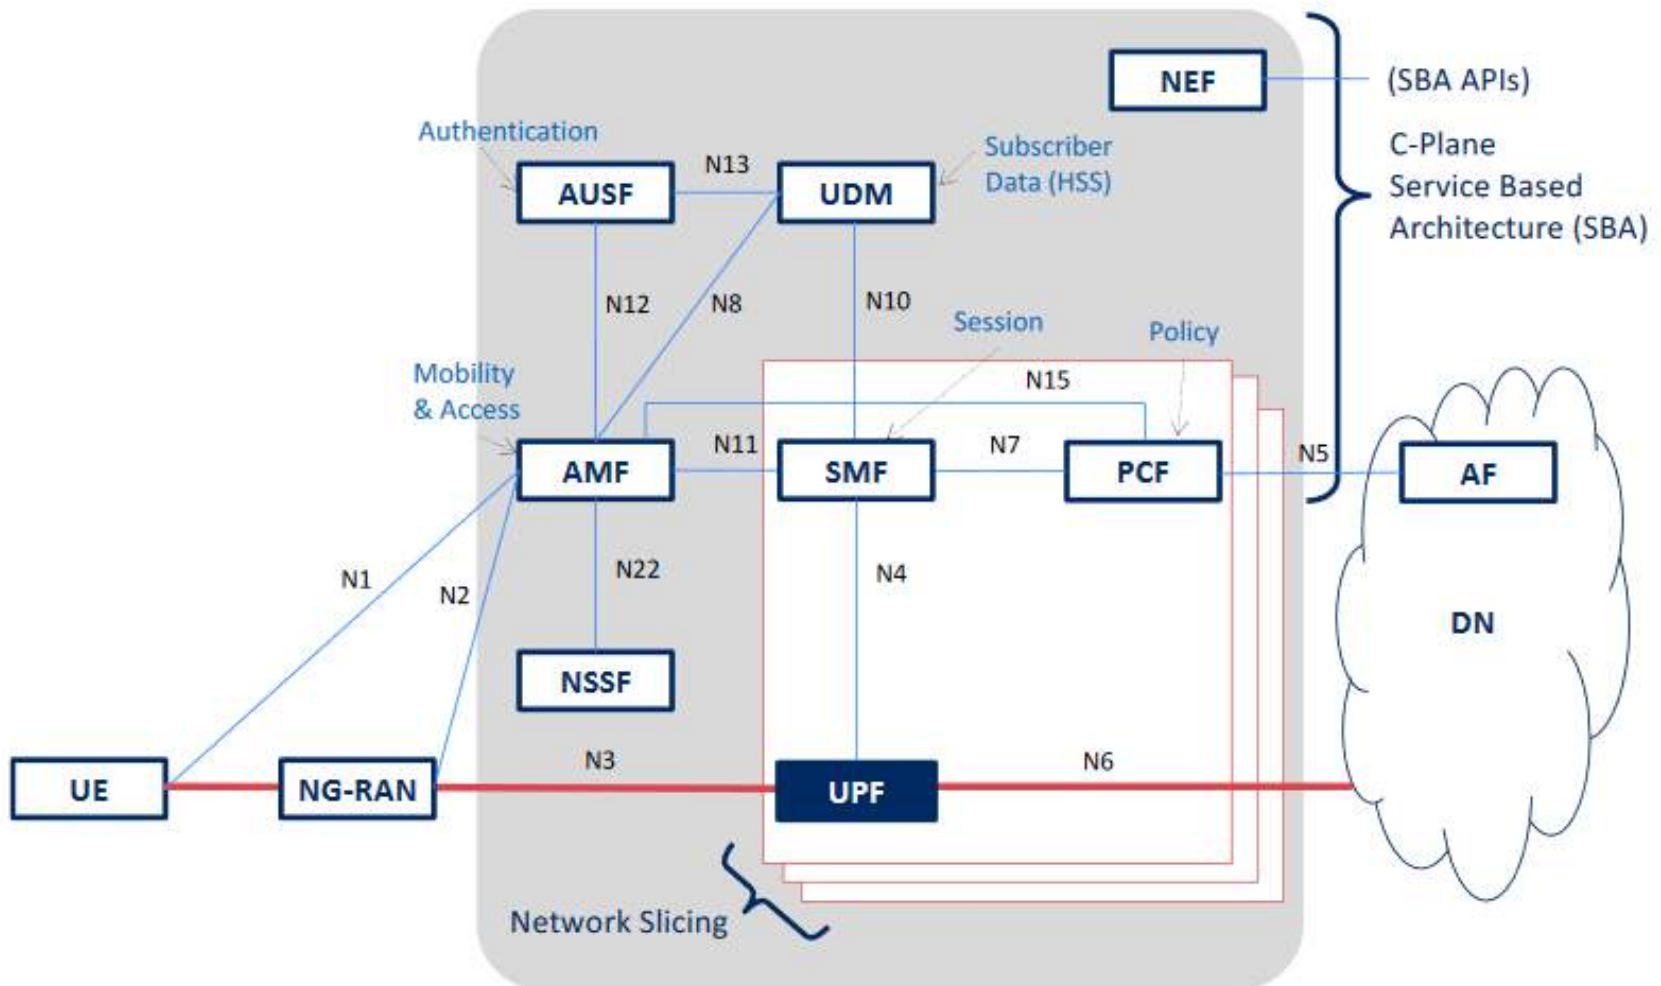 NEF
(SBA APIs)
Authentication
C-Plane
Service Based
Architecture (SBA)
N13
Subscriber
Data (HSS)
AUSF
UDM
N12
N8
N10
Session
Policy
Mobility
& Access
N15
N11
N7
N5
AMF
SMF
PCF
AF
N1
N2
N22
N4
DN
NSSF
N3
N6
UE
NG-RAN
UPF
Network Slicing